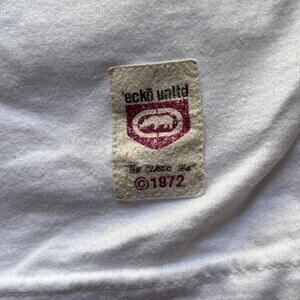 'ecko unltd
"The Classic Tee"
©1972